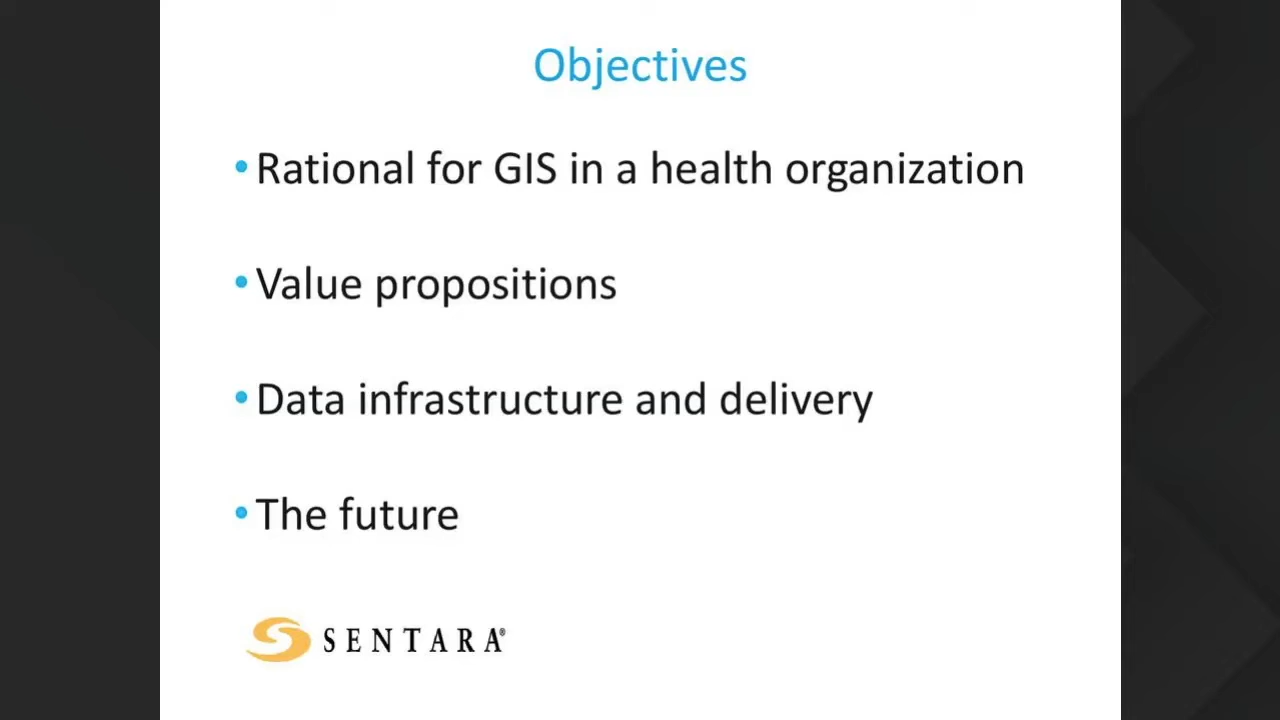 Objectives
• Rational for GIS in a health organization
• Value propositions
• Data infrastructure and delivery
• The future
SENTARA®